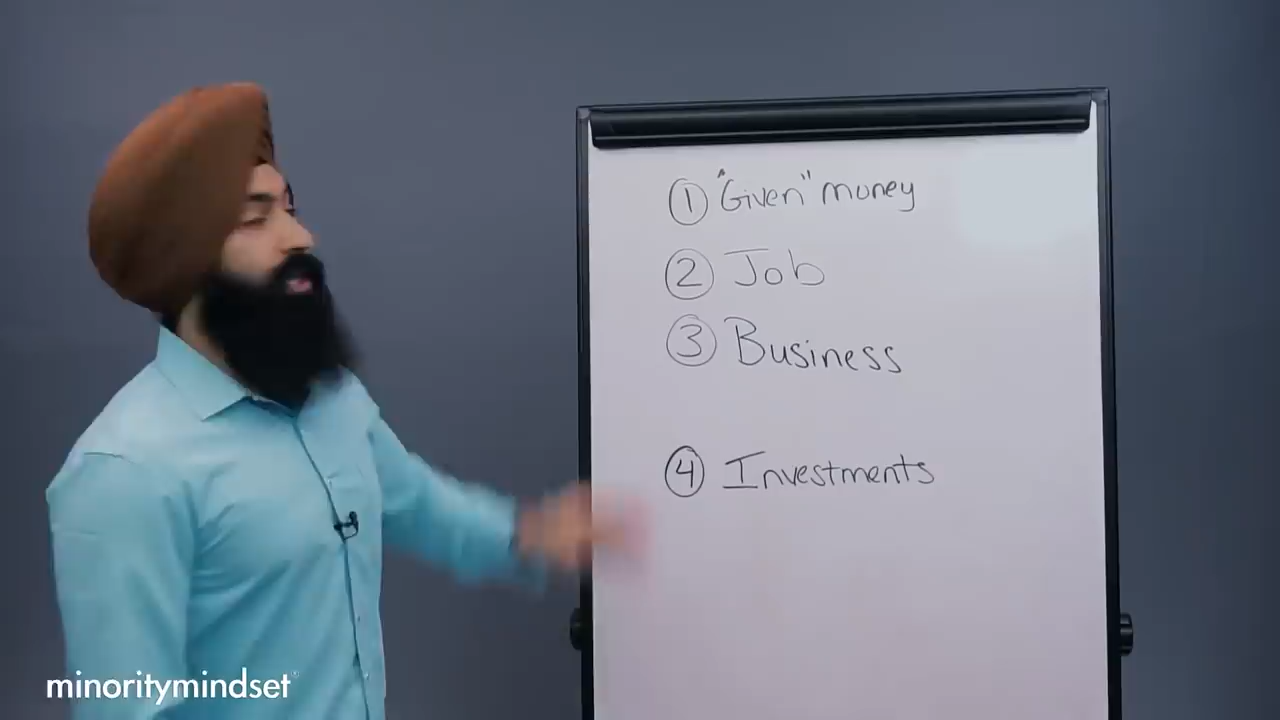 ① "Given" money
② Job
③ Business
④ Investments
minoritymindset®